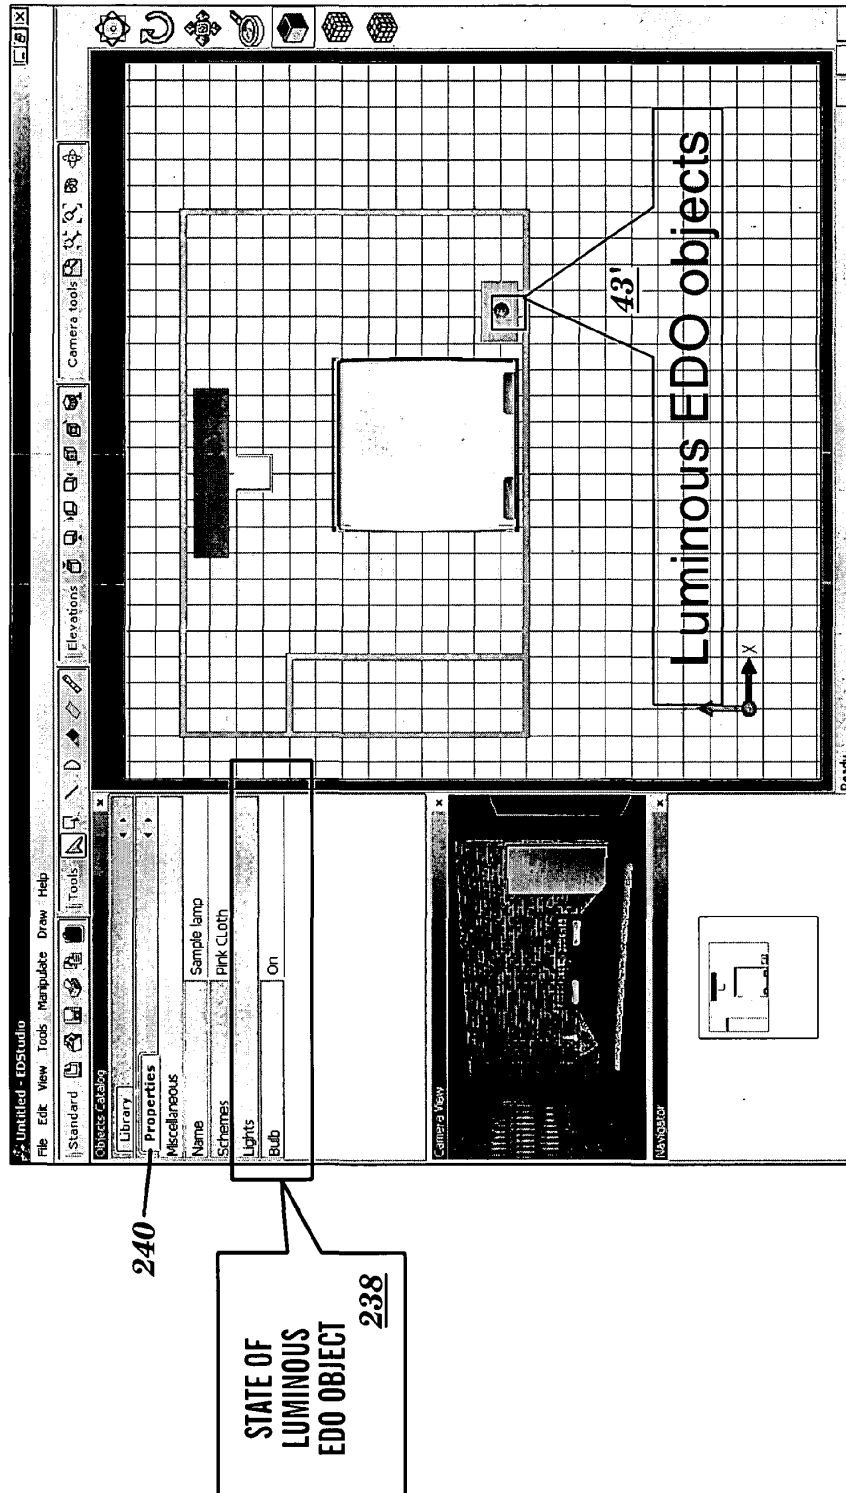 Untitled - EDStudio
File Edit View Tools Manipulate Draw Help
Standard Tools Elevations Camera tools
Objects Catalog
Library
Properties
Miscellaneous
Name Sample lamp
Schemes Pink CLoth
Lights
Bulb On
Camera View
Navigator
Ready
X
43'
Luminous EDO objects
240
STATE OF
LUMINOUS
EDO OBJECT
238